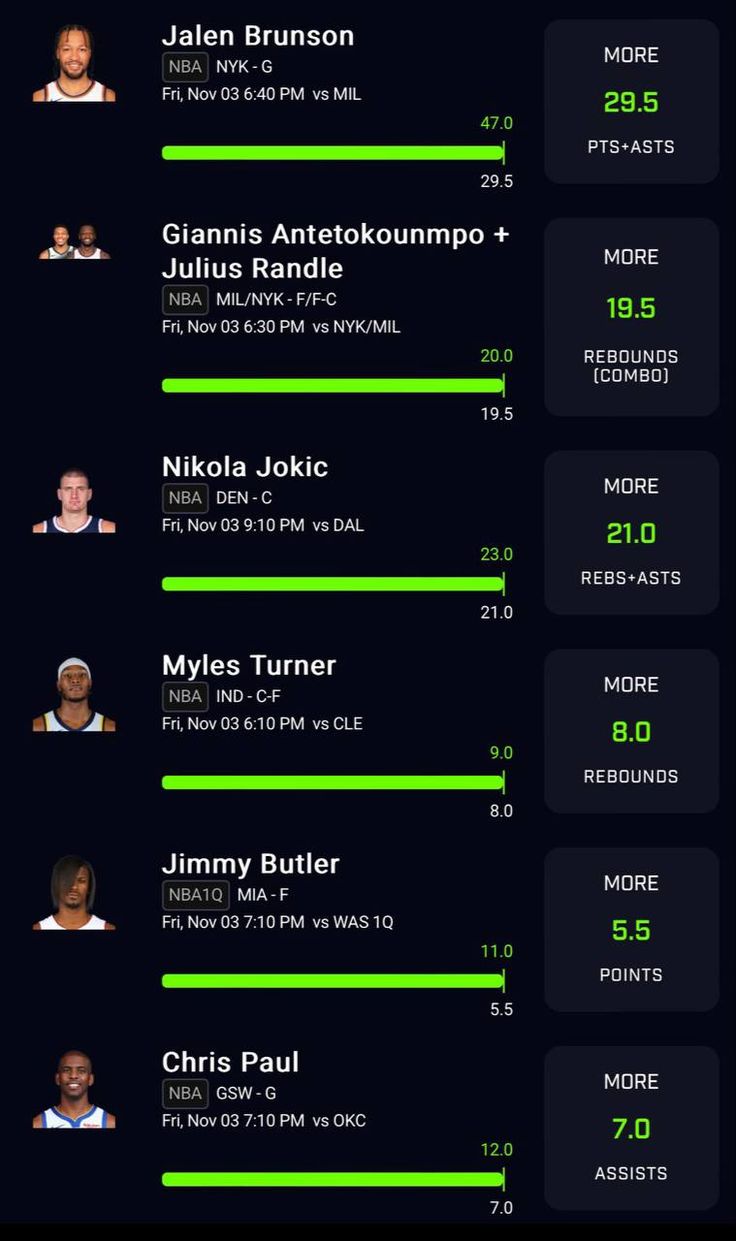 Jalen Brunson
NBA NYK - G
Fri, Nov 03 6:40 PM vs MIL
47.0
29.5
MORE
29.5
PTS+ASTS
Giannis Antetokounmpo +
Julius Randle
NBA MIL/NYK - F/F-C
Fri, Nov 03 6:30 PM vs NYK/MIL
20.0
19.5
MORE
19.5
REBOUNDS
(COMBO)
Nikola Jokic
NBA DEN - C
Fri, Nov 03 9:10 PM vs DAL
23.0
21.0
MORE
21.0
REBS+ASTS
Myles Turner
NBA IND - C-F
Fri, Nov 03 6:10 PM vs CLE
9.0
8.0
MORE
8.0
REBOUNDS
Jimmy Butler
NBA1Q MIA - F
Fri, Nov 03 7:10 PM vs WAS 1Q
11.0
5.5
MORE
5.5
POINTS
Chris Paul
NBA GSW - G
Fri, Nov 03 7:10 PM vs OKC
12.0
7.0
MORE
7.0
ASSISTS